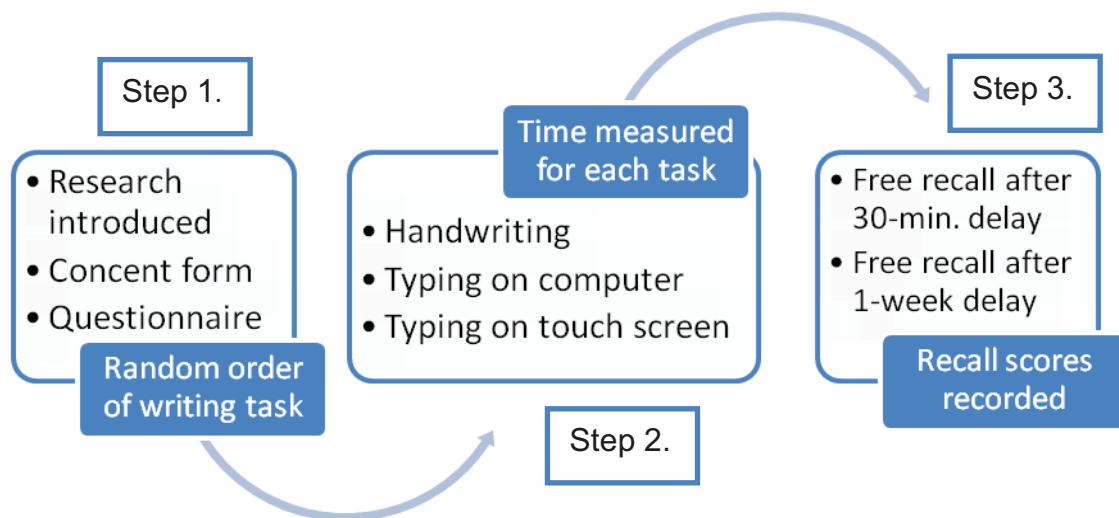 Step 1.
• Research
introduced
• Concent form
• Questionnaire
Random order
of writing task
Time measured
for each task
• Handwriting
• Typing on computer
• Typing on touch screen
Step 2.
Step 3.
• Free recall after
30-min. delay
• Free recall after
1-week delay
Recall scores
recorded